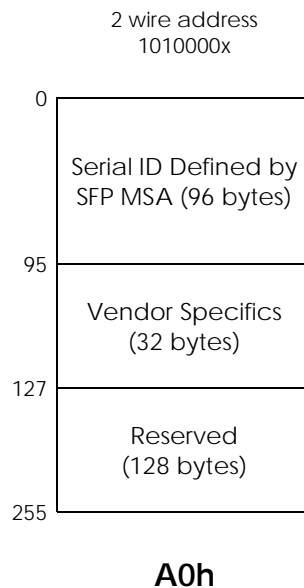 2 wire address
1010000x
0
Serial ID Defined by
SFP MSA (96 bytes)
95
Vendor Specifics
(32 bytes)
127
Reserved
(128 bytes)
255
A0h